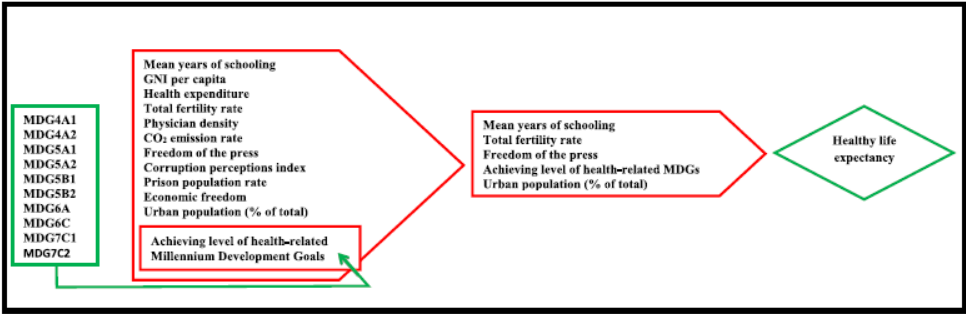 MDG4A1
MDG4A2
MDG5A1
MDG5A2
MDG5B1
MDG5B2
MDG6A
MDG6C
MDG7C1
MDG7C2
Mean years of schooling
GNI per capita
Health expenditure
Total fertility rate
Physician density
CO₂ emission rate
Freedom of the press
Corruption perceptions index
Prison population rate
Economic freedom
Urban population (% of total)
Achieving level of health-related
Millennium Development Goals
Mean years of schooling
Total fertility rate
Freedom of the press
Achieving level of health-related MDGs
Urban population (% of total)
Healthy life
expectancy